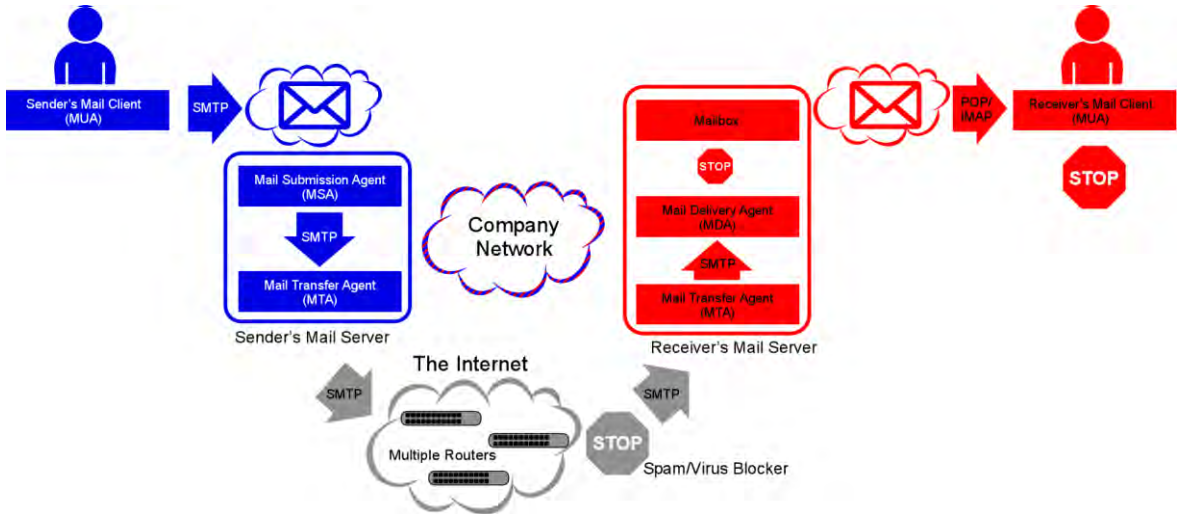 Sender's Mail Client
(MUA)
SMTP
Mail Submission Agent
(MSA)
SMTP
Mail Transfer Agent
(MTA)
Sender's Mail Server
Company
Network
The Internet
SMTP
Multiple Routers
STOP
Spam/Virus Blocker
SMTP
Mailbox
STOP
Mail Delivery Agent
(MDA)
SMTP
Mail Transfer Agent
(MTA)
Receiver's Mail Server
POP/
iMAP
Receiver's Mail Client
(MUA)
STOP